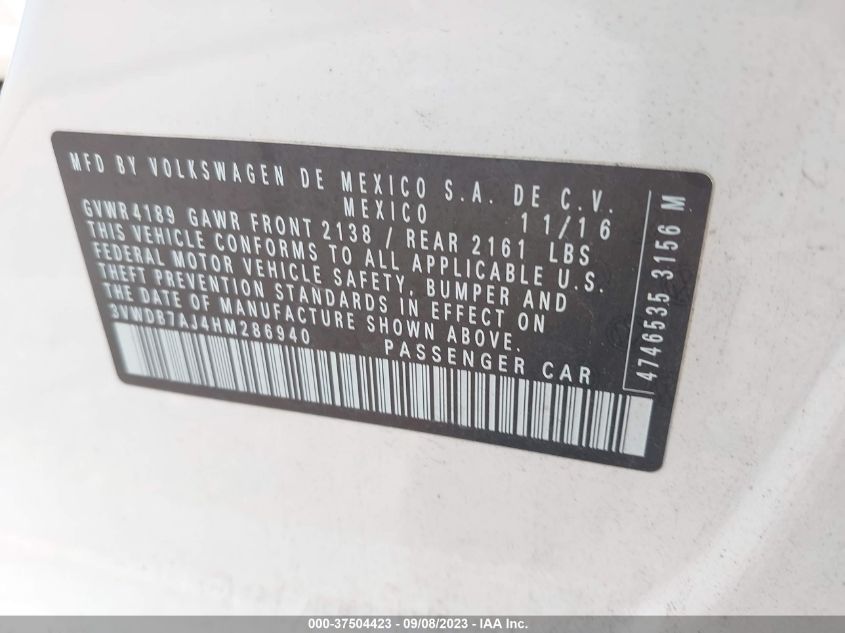 MFD BY VOLKSWAGEN DE MEXICO S.A. DE C.V.
MEXICO 11/16
GVWR4189 GAWR FRONT 2138 / REAR 2161 LBS
THIS VEHICLE CONFORMS TO ALL APPLICABLE U.S.
FEDERAL MOTOR VEHICLE SAFETY, BUMPER AND
THEFT PREVENTION STANDARDS IN EFFECT ON
THE DATE OF MANUFACTURE SHOWN ABOVE.
3VWDB7AJ4HM286940 PASSENGER CAR
4746535 3156 M
000-37504423 - 09/08/2023 - IAA Inc.